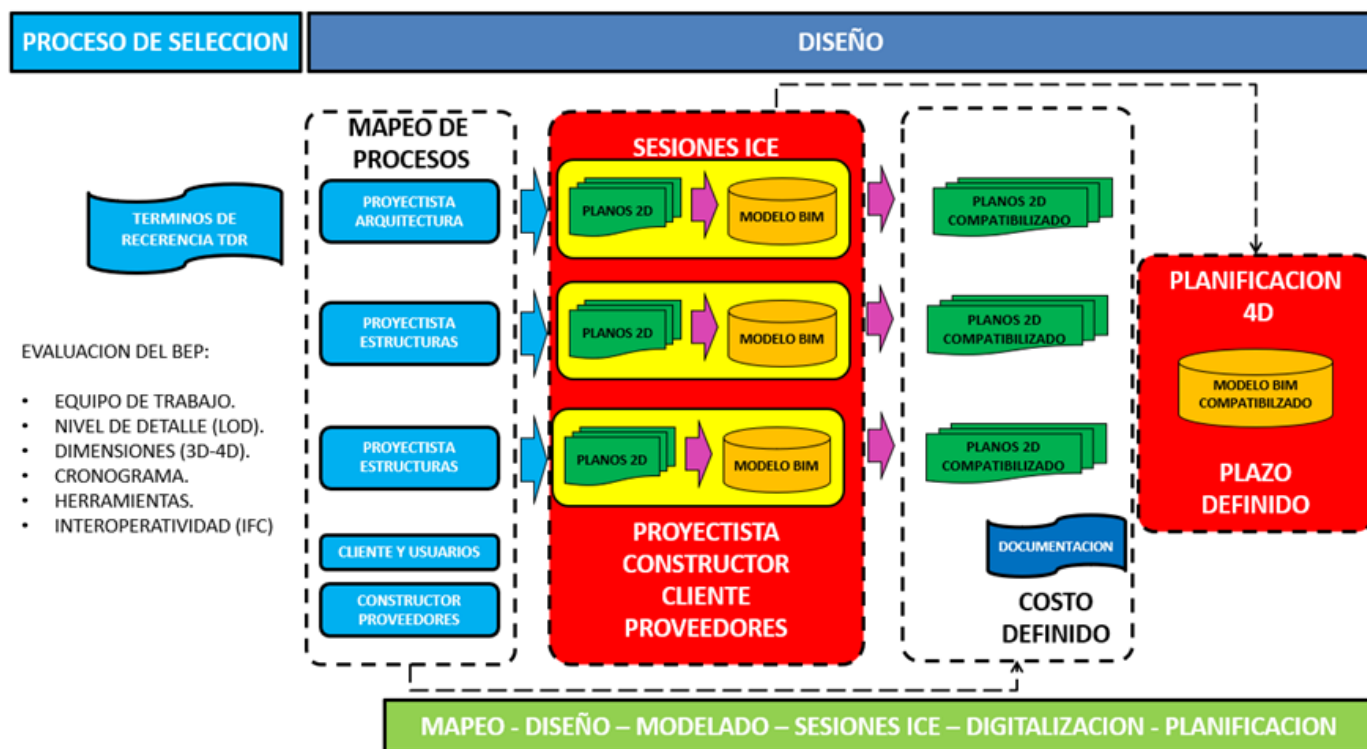 PROCESO DE SELECCION
DISEÑO
TERMINOS DE
RECERENCIA TDR
EVALUACION DEL BEP:
• EQUIPO DE TRABAJO.
• NIVEL DE DETALLE (LOD).
• DIMENSIONES (3D-4D).
• CRONOGRAMA.
• HERRAMIENTAS.
• INTEROPERATIVIDAD (IFC)
MAPEO DE
PROCESOS
PROYECTISTA
ARQUITECTURA
PROYECTISTA
ESTRUCTURAS
PROYECTISTA
ESTRUCTURAS
CLIENTE Y USUARIOS
CONSTRUCTOR
PROVEEDORES
SESIONES ICE
PLANOS 2D
MODELO BIM
PLANOS 2D
MODELO BIM
PLANOS 2D
MODELO BIM
PROYECTISTA
CONSTRUCTOR
CLIENTE
PROVEEDORES
PLANOS 2D
COMPATIBILIZADO
PLANOS 2D
COMPATIBILIZADO
PLANOS 2D
COMPATIBILIZADO
DOCUMENTACION
COSTO
DEFINIDO
PLANIFICACION
4D
MODELO BIM
COMPATIBILZADO
PLAZO
DEFINIDO
MAPEO - DISEÑO – MODELADO – SESIONES ICE – DIGITALIZACION - PLANIFICACION